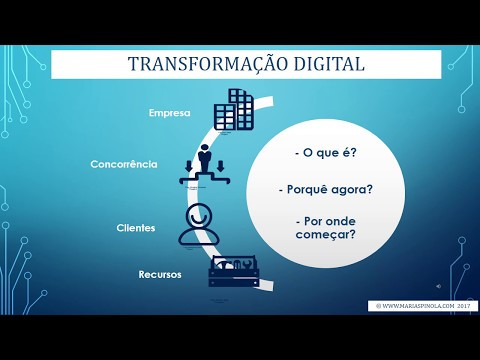 TRANSFORMAÇÃO DIGITAL
Empresa
Concorrência
Clientes
Recursos
- O que é?
- Porquê agora?
- Por onde
começar?
© WWW.MARIASPINOLA.COM 2017